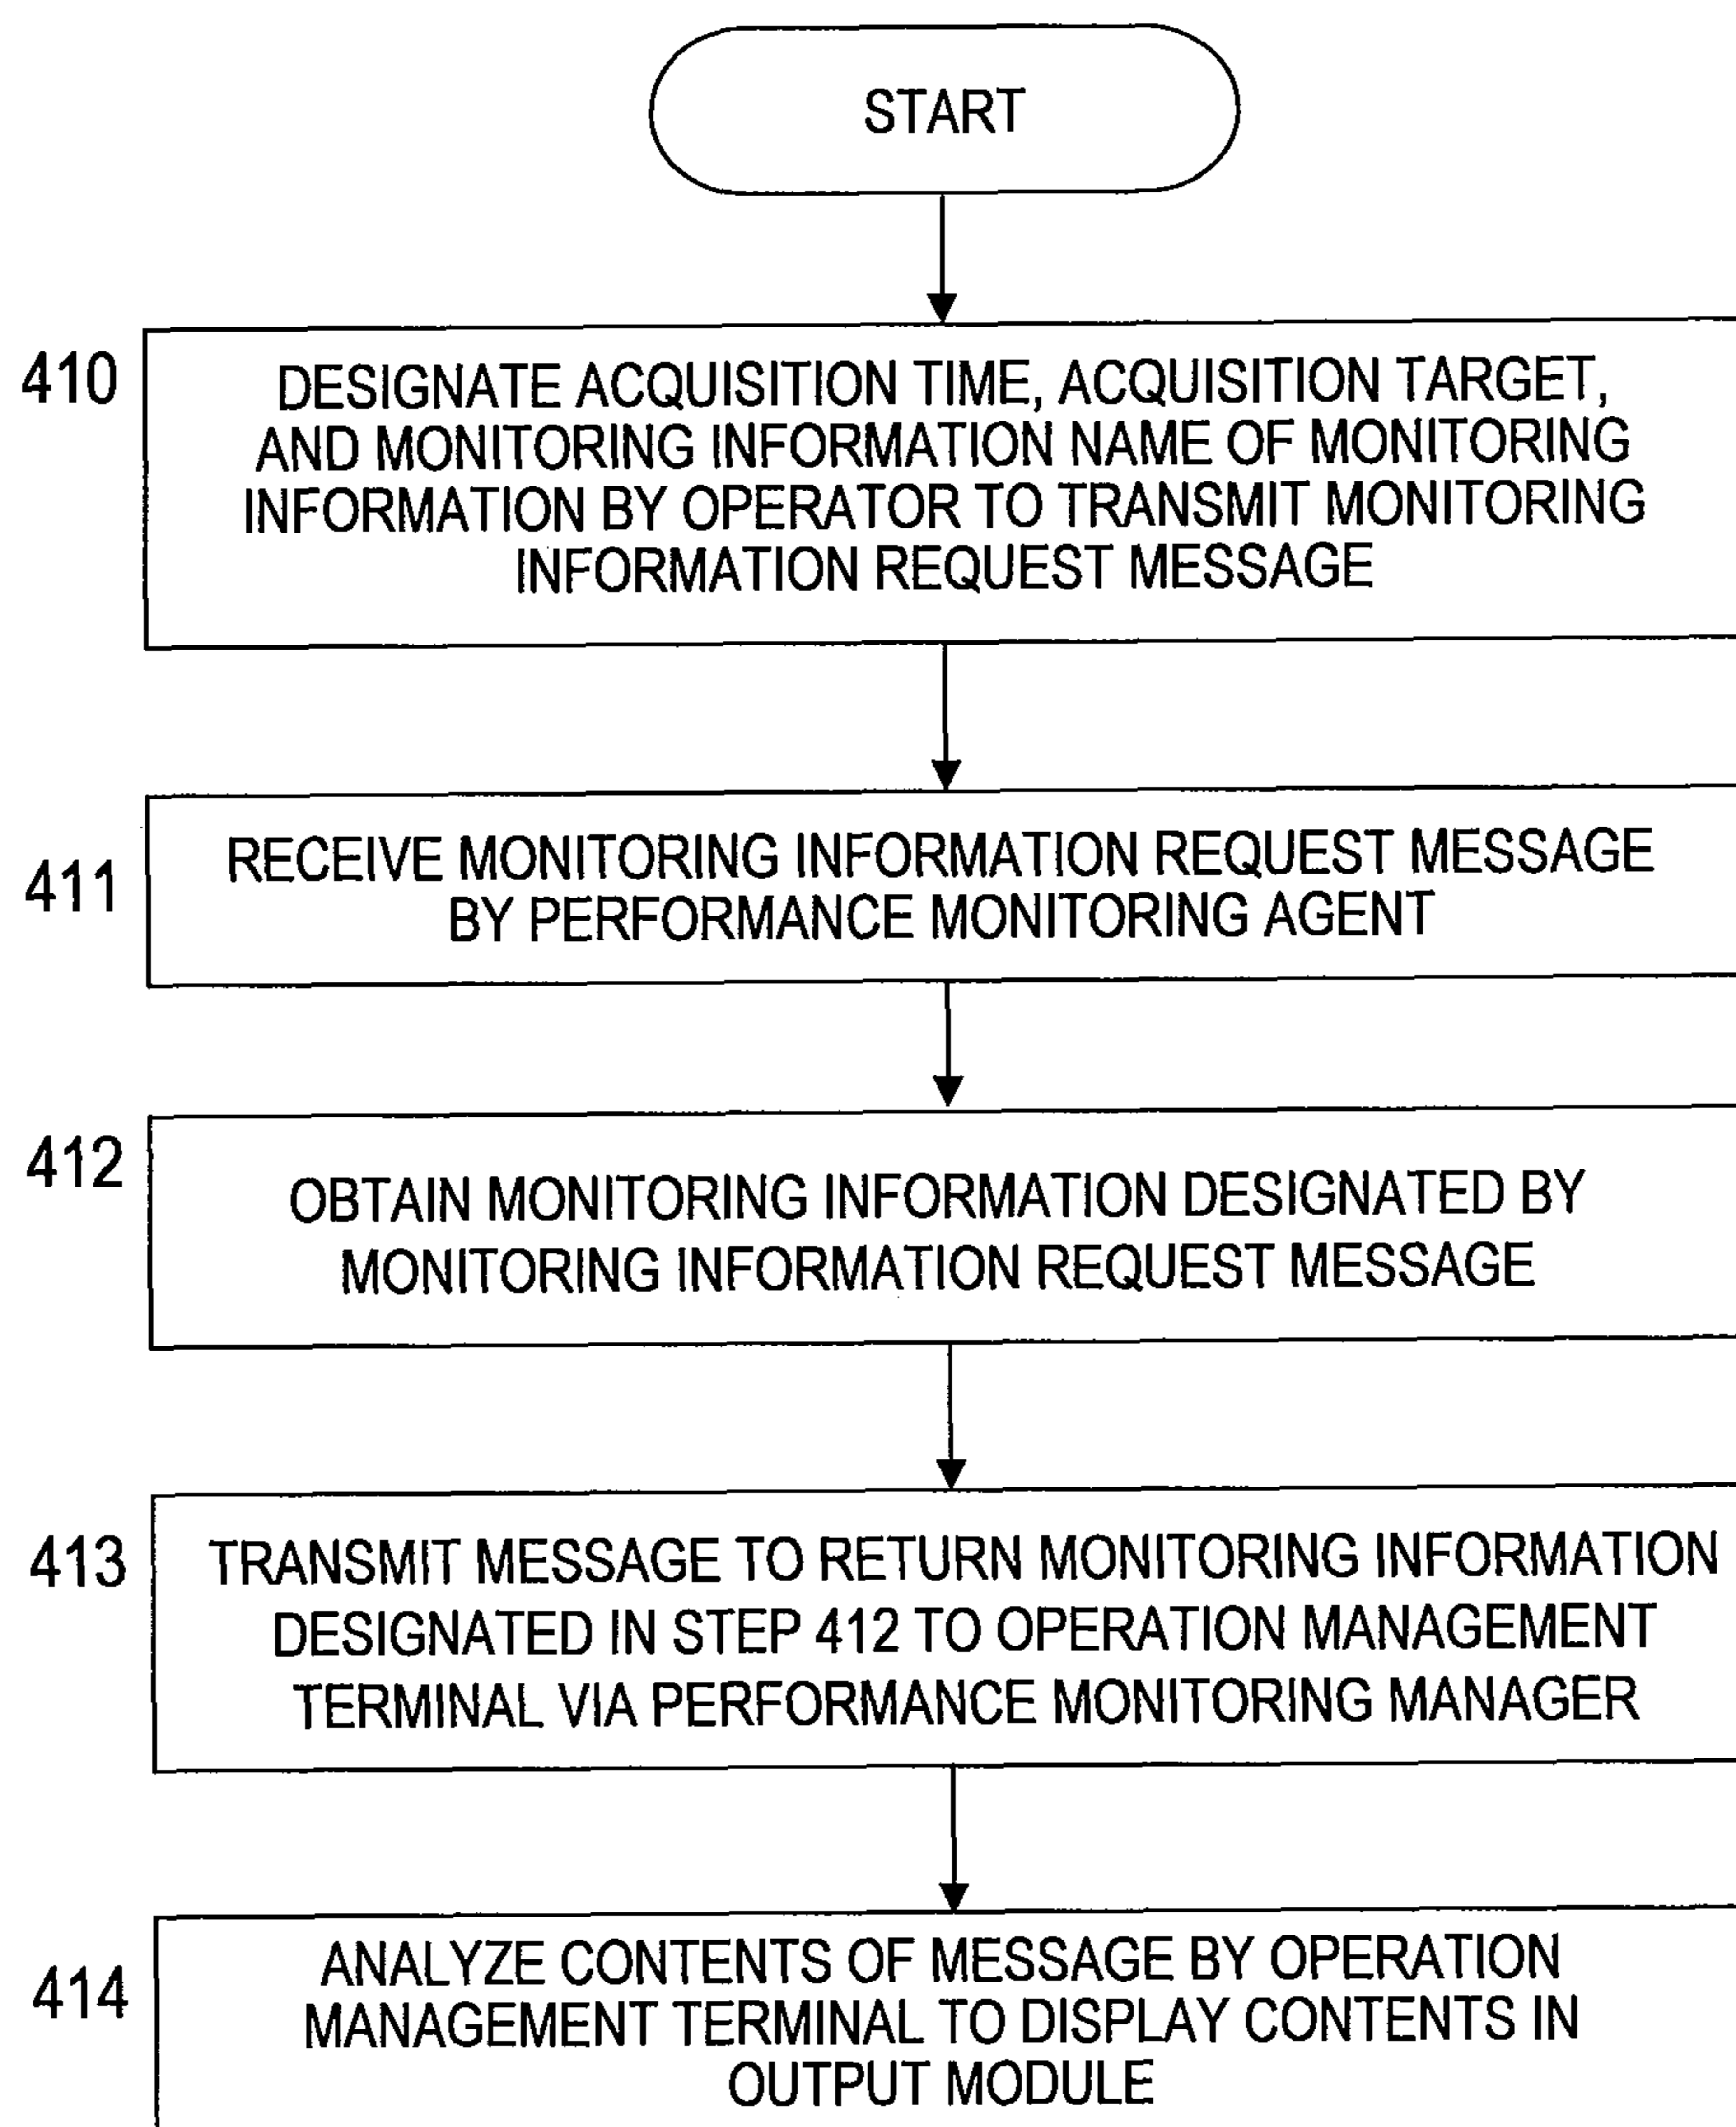 START
410
DESIGNATE ACQUISITION TIME, ACQUISITION TARGET,
AND MONITORING INFORMATION NAME OF MONITORING
INFORMATION BY OPERATOR TO TRANSMIT MONITORING
INFORMATION REQUEST MESSAGE
411
RECEIVE MONITORING INFORMATION REQUEST MESSAGE
BY PERFORMANCE MONITORING AGENT
412
OBTAIN MONITORING INFORMATION DESIGNATED BY
MONITORING INFORMATION REQUEST MESSAGE
413
TRANSMIT MESSAGE TO RETURN MONITORING INFORMATION
DESIGNATED IN STEP 412 TO OPERATION MANAGEMENT
TERMINAL VIA PERFORMANCE MONITORING MANAGER
414
ANALYZE CONTENTS OF MESSAGE BY OPERATION
MANAGEMENT TERMINAL TO DISPLAY CONTENTS IN
OUTPUT MODULE